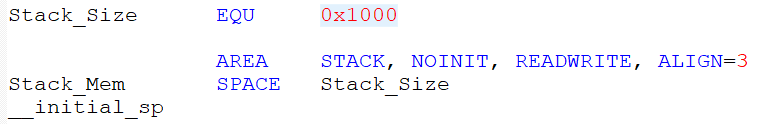 Stack_Size EQU 0x1000
AREA STACK, NOINIT, READWRITE, ALIGN=3
Stack_Mem SPACE Stack_Size
__initial_sp